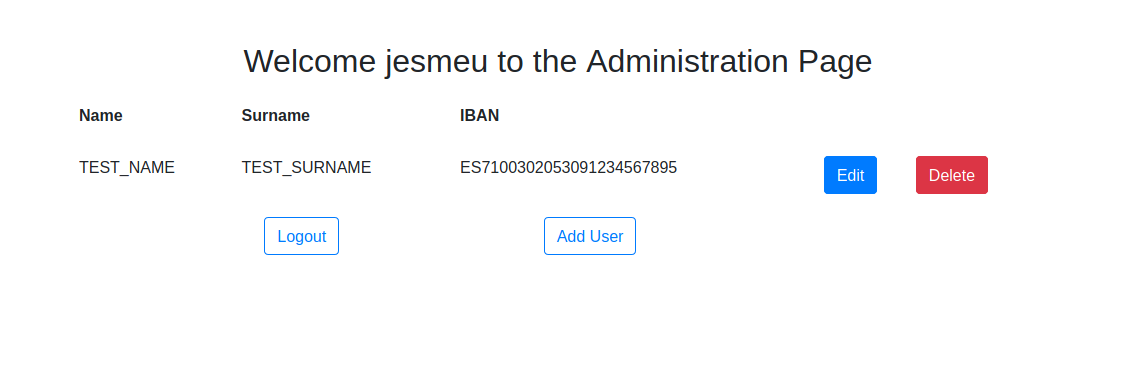 Welcome jesmeu to the Administration Page
Name Surname IBAN
TEST_NAME TEST_SURNAME ES7100302053091234567895 Edit Delete
Logout Add User